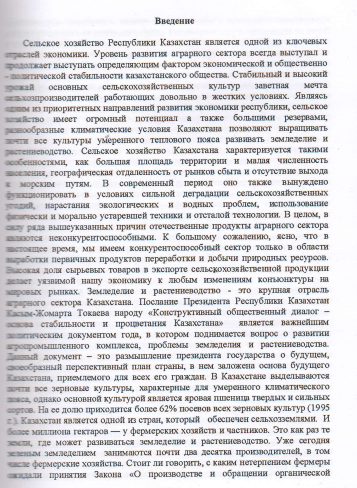 Введение
Сельское хозяйство Республики Казахстан является одной из ключевых
отраслей экономики. Уровень развития аграрного сектора всегда выступал и
продолжает выступать определяющим фактором экономической и общественно
- политической стабильности казахстанского общества. Стабильный и высокий
урожай основных сельскохозяйственных культур заветная мечта
сельхозпроизводителей работающих довольно в жестких условиях. Являясь
одним из приоритетных направлений развития экономики республики, сельское
хозяйство имеет огромный потенциал а также большими резервами,
разнообразные климатические условия Казахстана позволяют выращивать
почти все культуры умеренного теплового пояса развивать земледелие и
растениеводство. Сельское хозяйство Казахстана характеризуется такими
особенностями, как большая площадь территории и малая численность
населения, географическая отдаленность от рынков сбыта и отсутствие выхода
к морским путям. В современный период оно также вынуждено
функционировать в условиях сильной деградации сельскохозяйственных
угодий, нарастания экологических и водных проблем, использование
физически и морально устаревшей техники и отсталой технологии. В целом, в
силу ряда вышеуказанных причин отечественные продукты аграрного сектора
являются неконкурентоспособными. К большому сожалению, ясно, что в
настоящее время, мы имеем конкурентоспособный сектор только в области
выработки первичных продуктов переработки и добычи природных ресурсов.
Высокая доля сырьевых товаров в экспорте сельскохозяйственной продукции
делает уязвимой нашу экономику к любым изменениям конъюнктуры на
мировых рынках. Земледелие и растениеводство - это крупная отрасль
аграрного сектора Казахстана. Послание Президента Республики Казахстан
Касым-Жомарта Токаева народу «Конструктивный общественный диалог –
основа стабильности и процветания Казахстана» является важнейшим
политическим документом года, в котором поднимается вопрос о развитии
агропромышленного комплекса, проблемы земледелия и растениеводства.
Данный документ – это размышление президента государства о будущем,
своеобразный перспективный план страны, в нем заложена основа будущего
Казахстана, приемлемого для всех его граждан. В Казахстане выделываются
почти все зерновые культуры, характерные для умеренного климатического
пояса, однако основной культурой является яровая пшеница твердых и сильных
сортов. На ее долю приходится более 62% посевов всех зерновых культур (1995
г.). Казахстан является одной из стран, который обеспечен сельхозземлями. И
более миллиона гектаров — у фермерских хозяйств и частников. Это как раз те
земли, где может развиваться земледелие и растениеводство. Уже сегодня
зеленым земледелием занимаются почти два десятка производителей, в том
числе фермерские хозяйства. Стоит ли говорить, с каким нетерпением фермеры
ожидали принятия Закона «О производстве и обращении органической